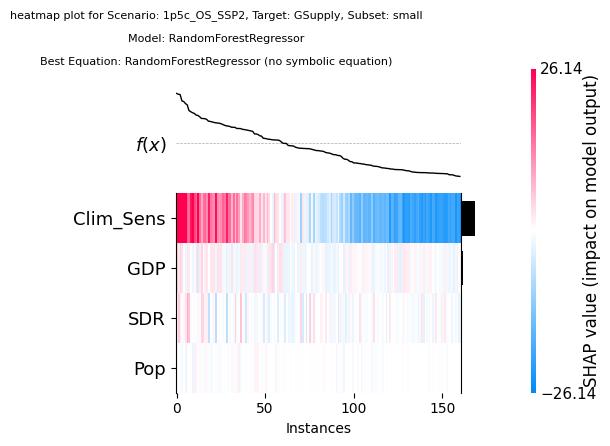 heatmap plot for Scenario: 1p5c_OS_SSP2, Target: GSupply, Subset: small
Model: RandomForestRegressor
Best Equation: RandomForestRegressor (no symbolic equation)
26.14
f(x)
Clim_Sens
GDP
SDR
Pop
SHAP value (impact on model output)
−26.14
0
50
100
150
Instances